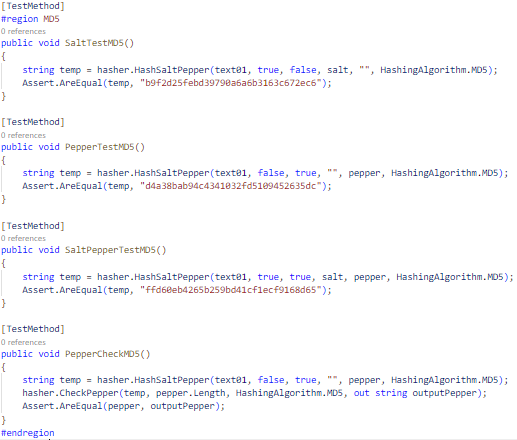 [TestMethod]
#region MD5
0 references
public void SaltTestMD5()
{
string temp = hasher.HashSaltPepper(text01, true, false, salt, "", HashingAlgorithm.MD5);
Assert.AreEqual(temp, "b9f2d25febd39790a6a6b3163c672ec6");
}
[TestMethod]
0 references
public void PepperTestMD5()
{
string temp = hasher.HashSaltPepper(text01, false, true, "", pepper, HashingAlgorithm.MD5);
Assert.AreEqual(temp, "d4a38bab94c4341032fd5109452635dc");
}
[TestMethod]
0 references
public void SaltPepperTestMD5()
{
string temp = hasher.HashSaltPepper(text01, true, true, salt, pepper, HashingAlgorithm.MD5);
Assert.AreEqual(temp, "ffd60eb4265b259bd41cf1ecf9168d65");
}
[TestMethod]
0 references
public void PepperCheckMD5()
{
string temp = hasher.HashSaltPepper(text01, false, true, "", pepper, HashingAlgorithm.MD5);
hasher.CheckPepper(temp, pepper.Length, HashingAlgorithm.MD5, out string outputPepper);
Assert.AreEqual(pepper, outputPepper);
}
#endregion